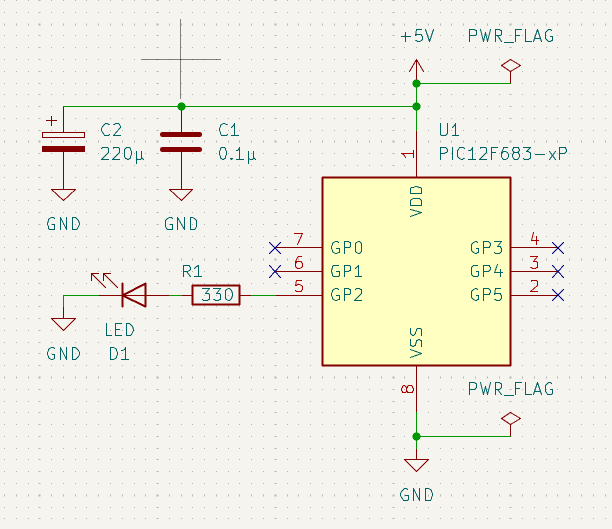 +5V PWR_FLAG
C2 C1 U1
220µ 0.1µ 1 PIC12F683-xP
VDD
GND GND
7 GP0 GP3 4
6 GP1 GP4 3
R1
330 5 GP2 GP5 2
LED
VSS
GND D1
8 PWR_FLAG
GND